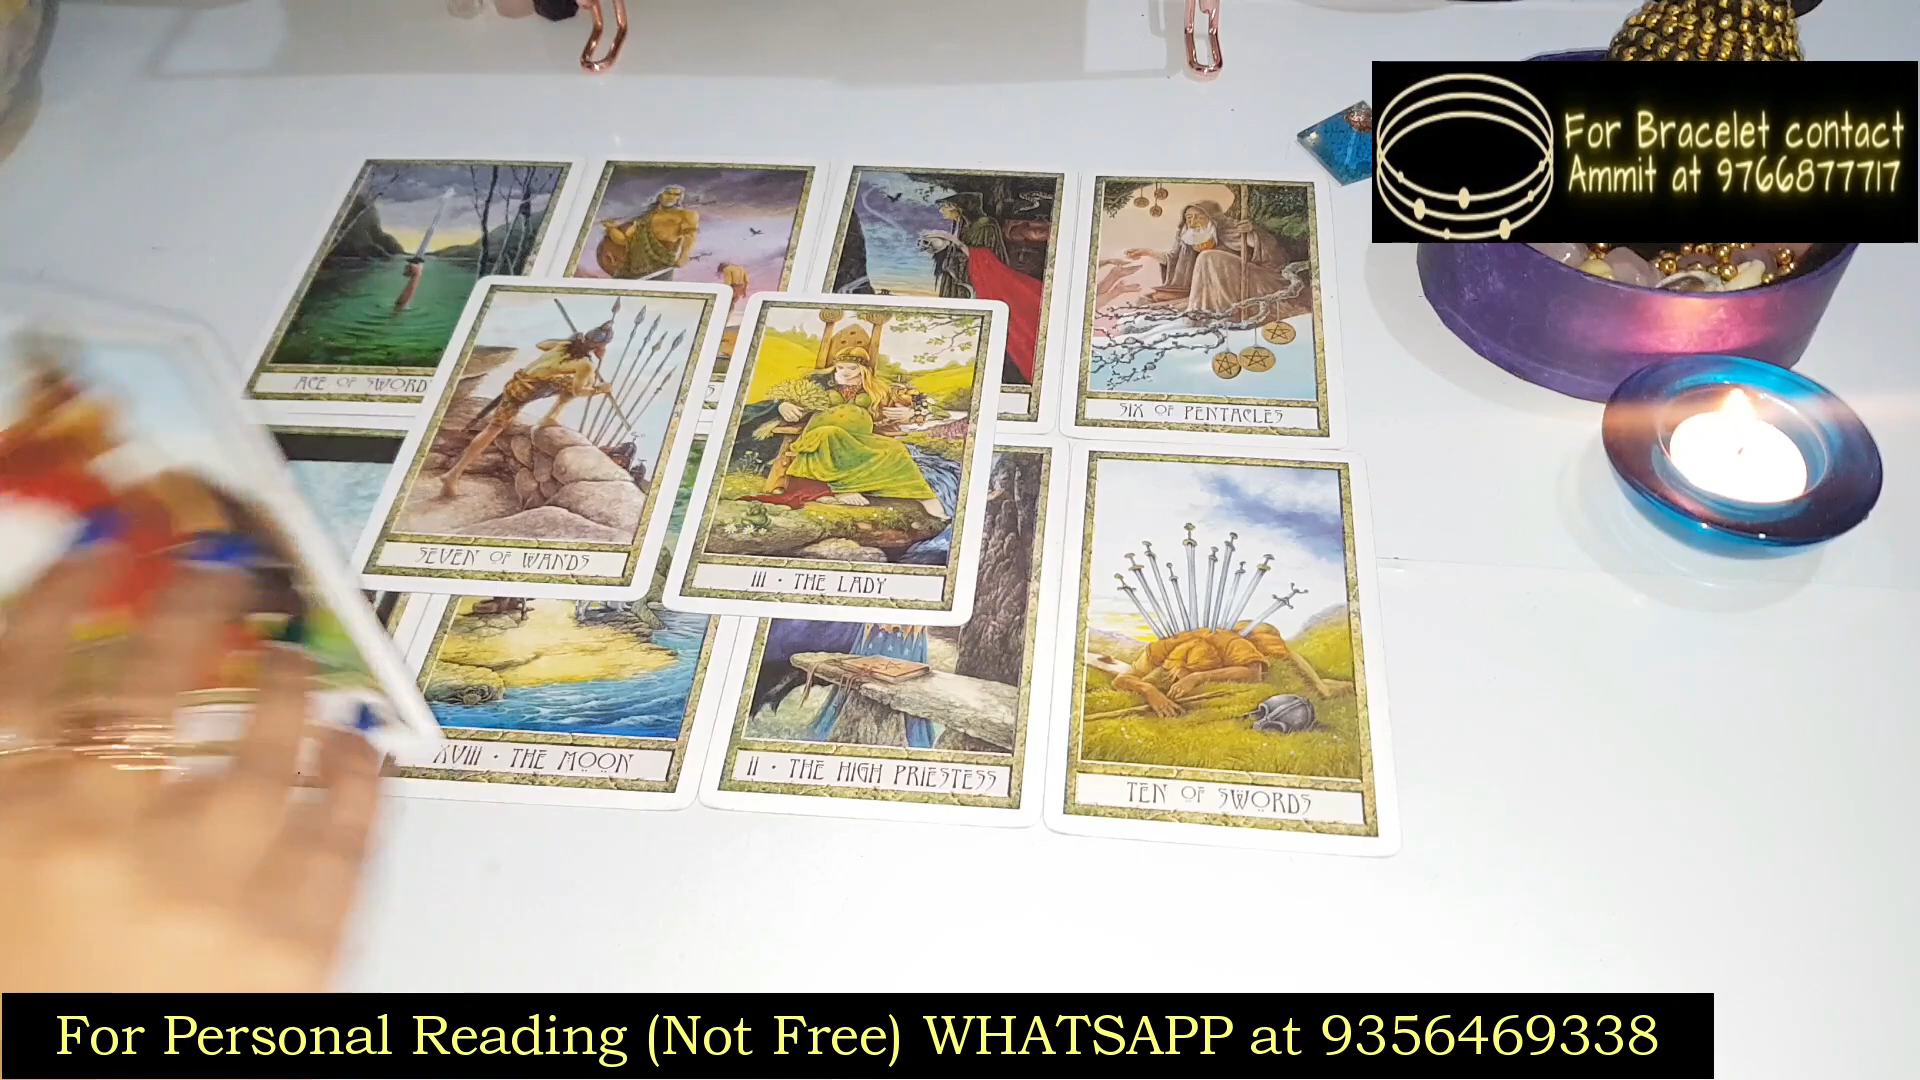 For Bracelet contact
Ammit at 9766877717
ACE OF SWORD
SIX OF PENTACLES
SEVEN OF WANDS
III • THE LADY
XVIII • THE MOON
II • THE HIGH PRIESTESS
TEN OF SWORDS
For Personal Reading (Not Free) WHATSAPP at 9356469338